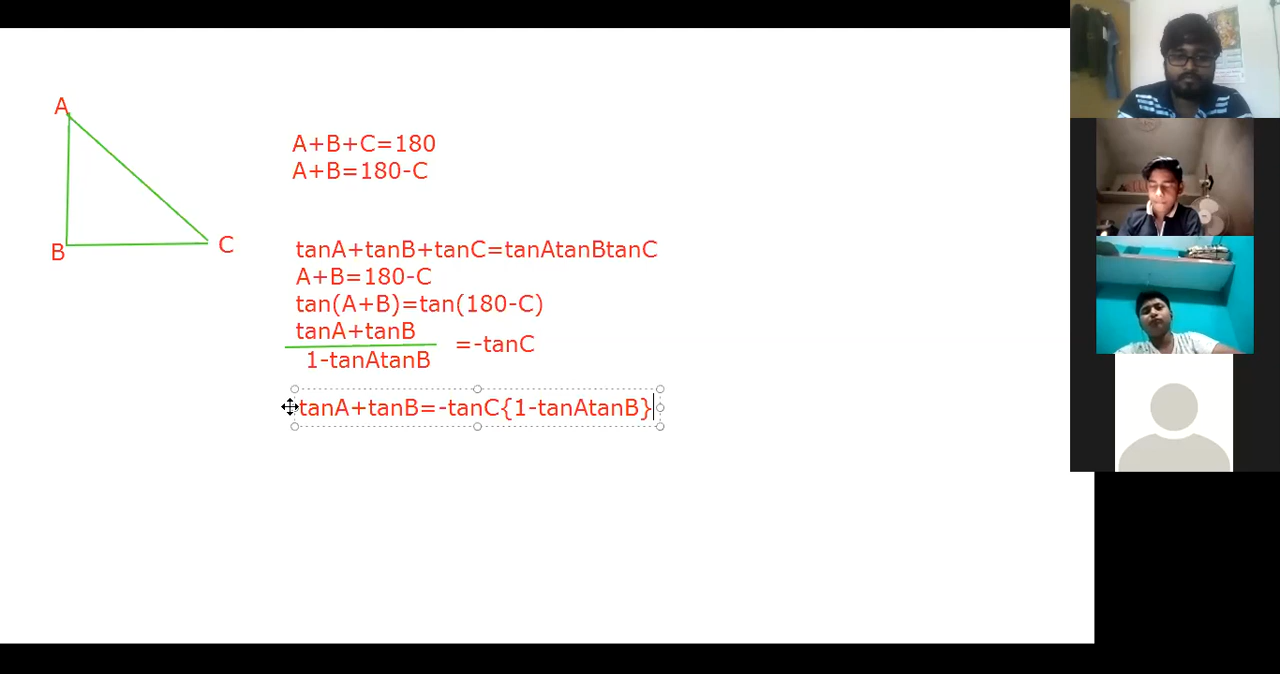 A
B
C
A+B+C=180
A+B=180-C
tanA+tanB+tanC=tanAtanBtanC
A+B=180-C
tan(A+B)=tan(180-C)
tanA+tanB
1-tanAtanB
=-tanC
tanA+tanB=-tanC{1-tanAtanB}